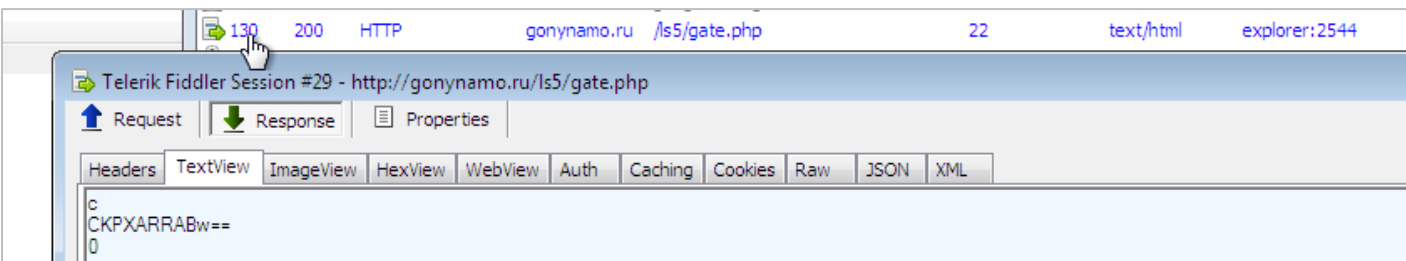 130 200 HTTP gonynamo.ru /ls5/gate.php 22 text/html explorer:2544
Telerik Fiddler Session #29 - http://gonynamo.ru/ls5/gate.php
Request Response Properties
Headers TextView ImageView HexView WebView Auth Caching Cookies Raw JSON XML
c
CKPXARRABw==
0